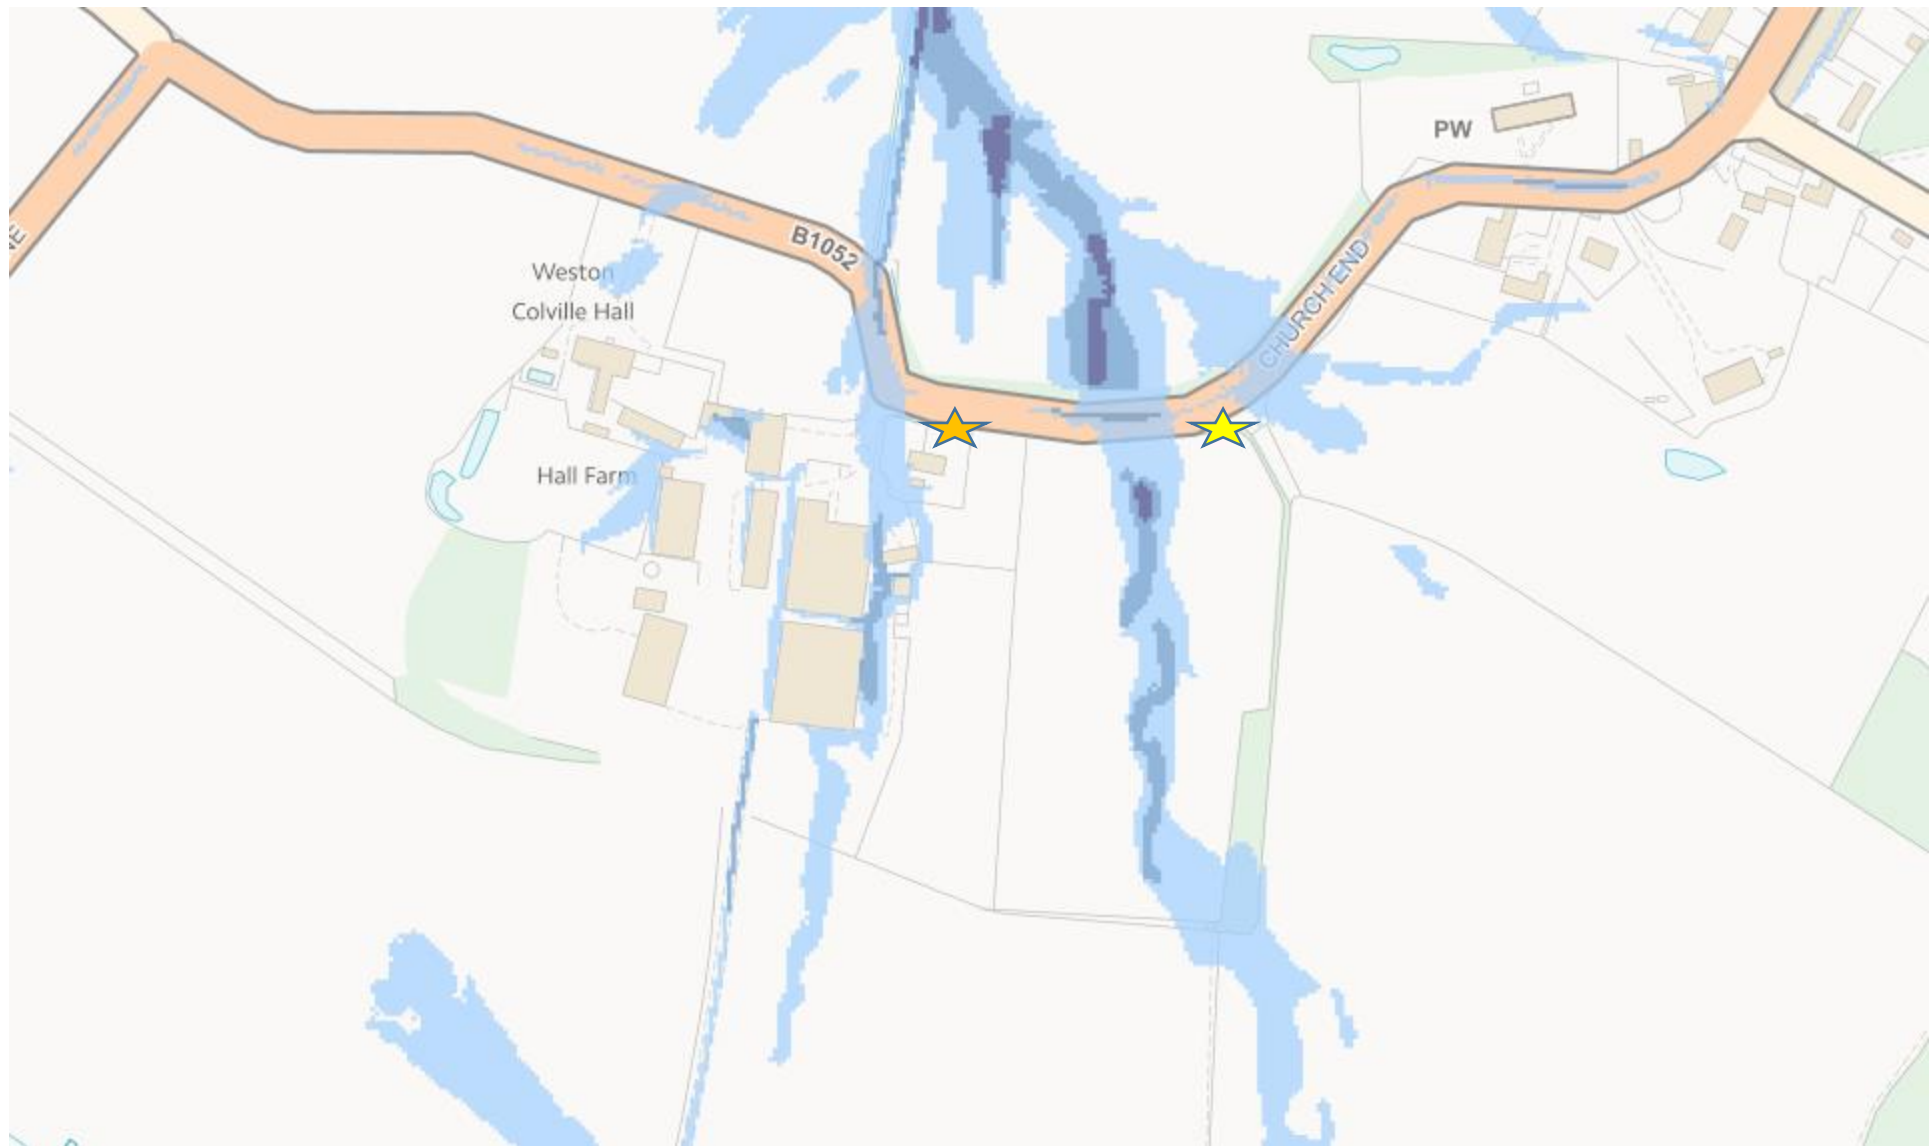 PW
B1052
Weston
Colville Hall
CHURCH END
Hall Farm